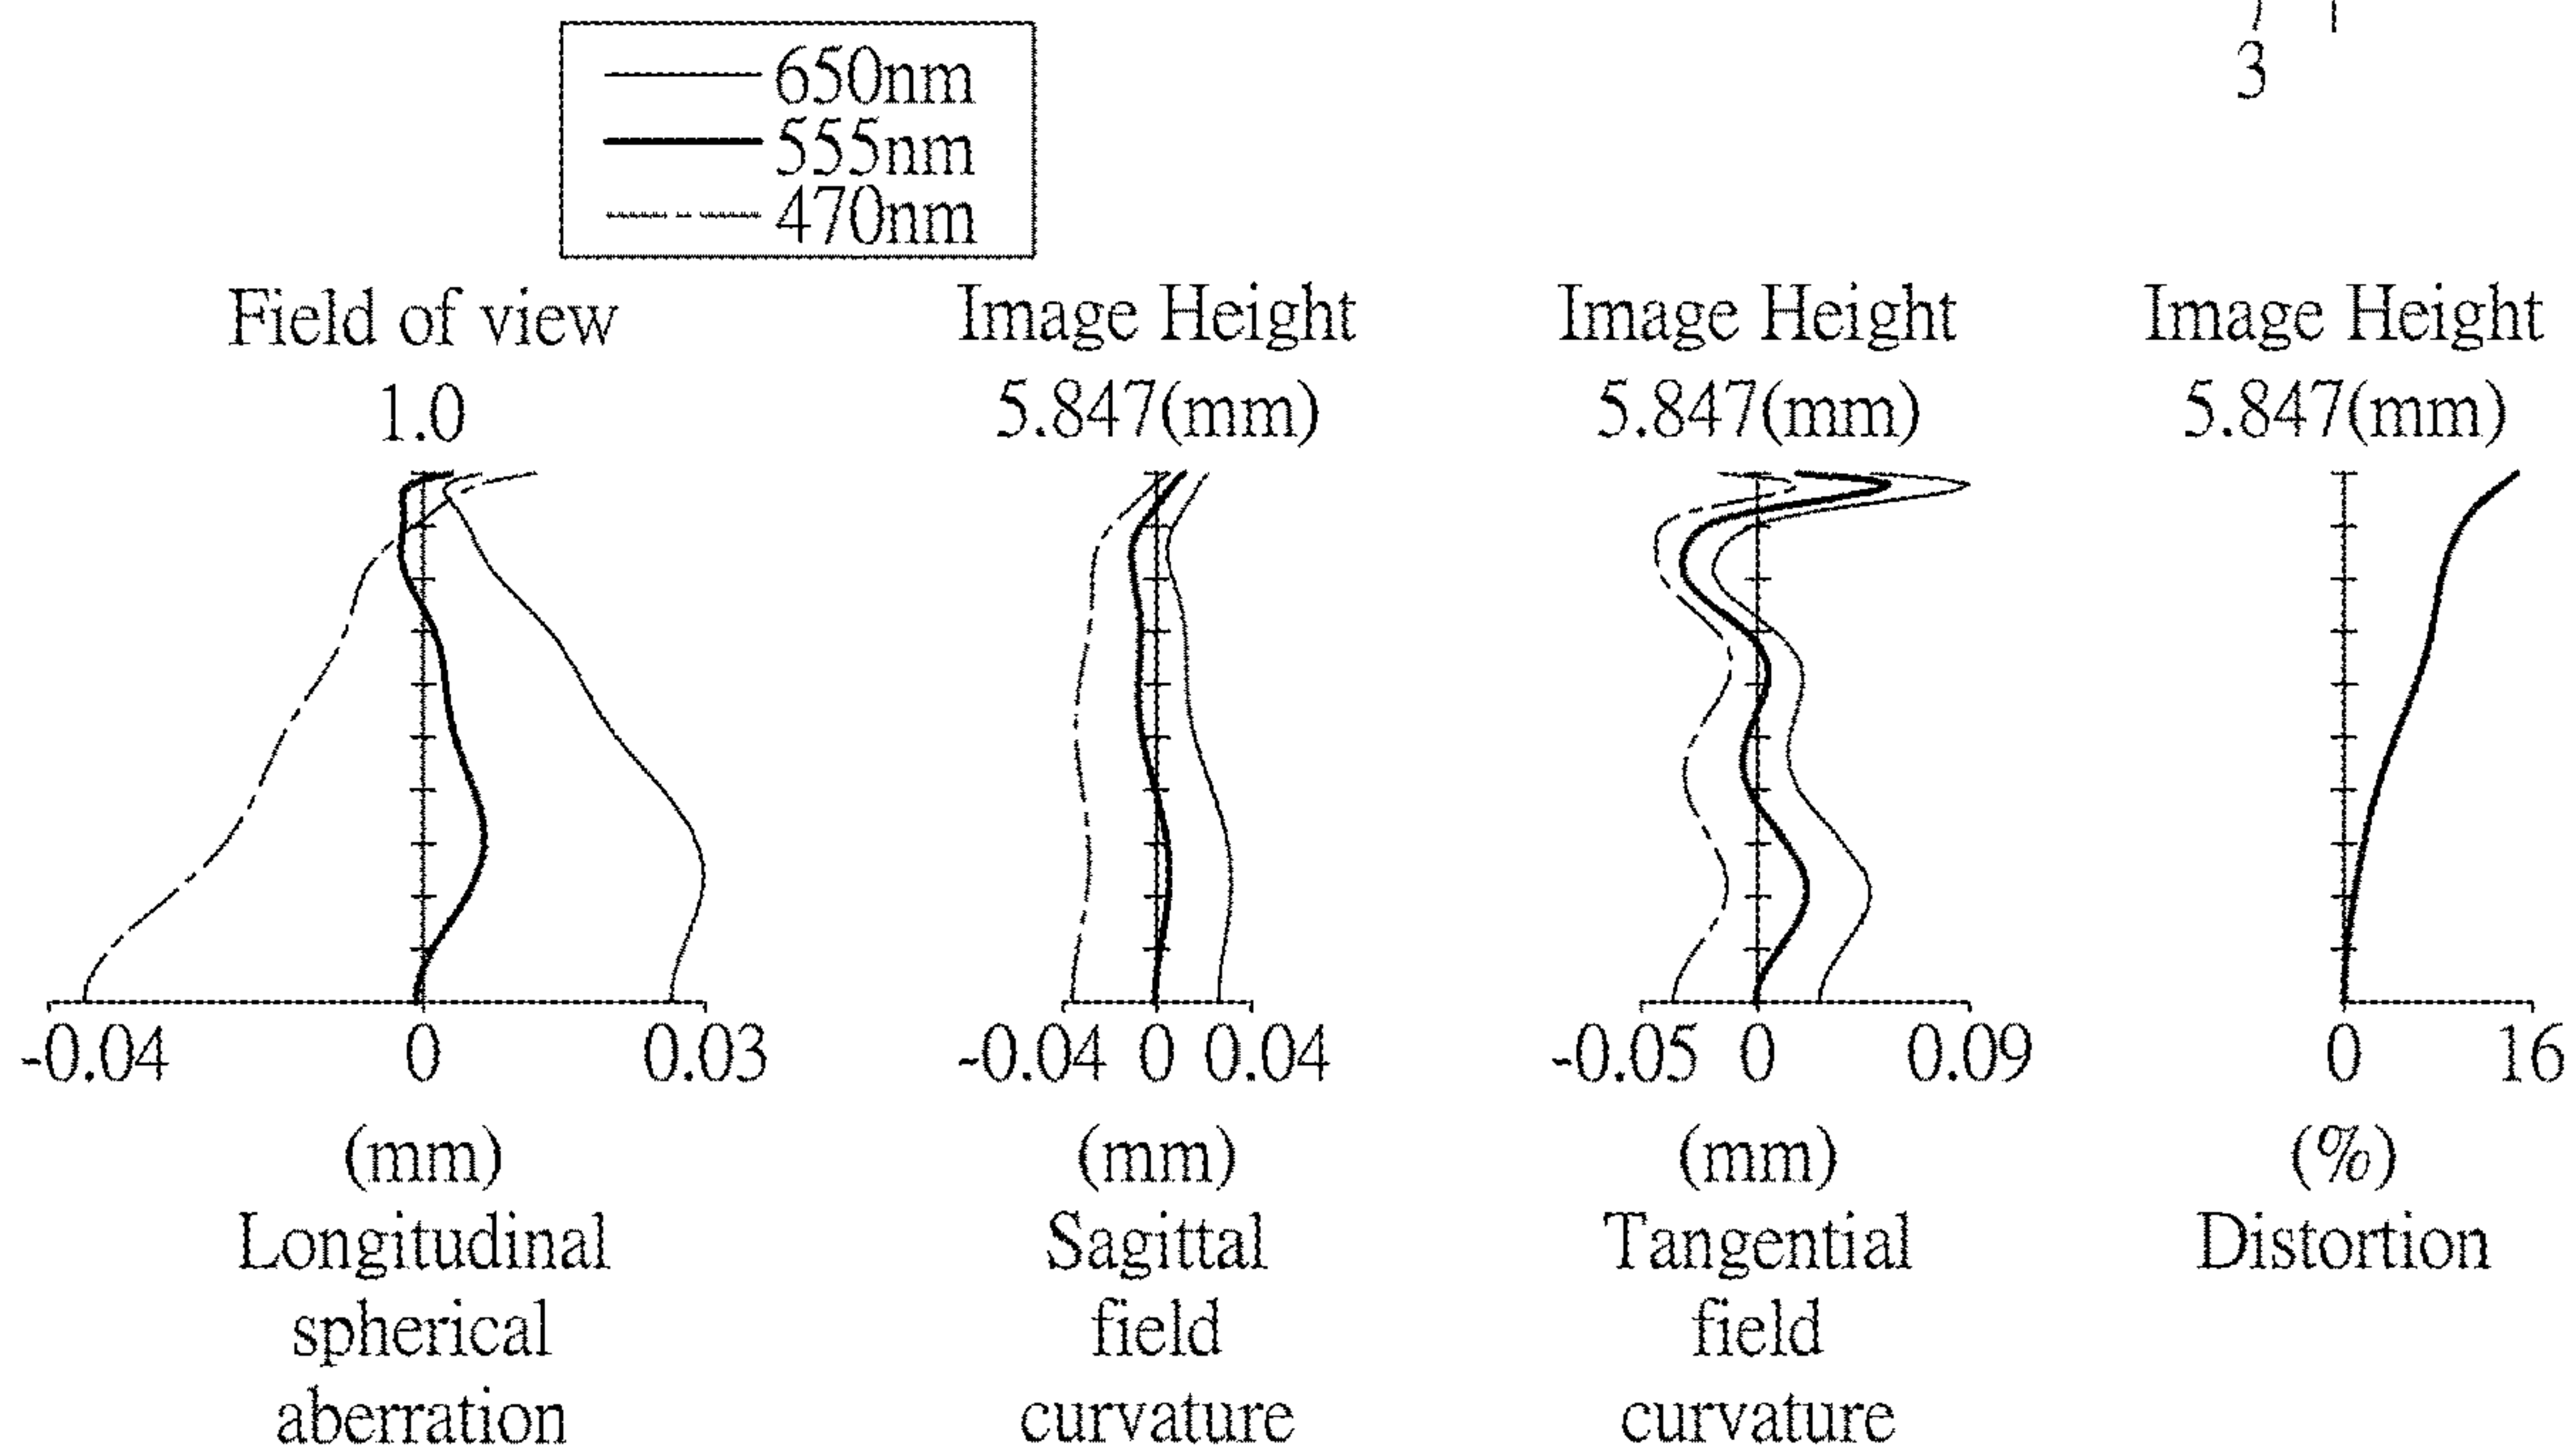 3
650nm
555nm
470nm
Field of view
1.0
-0.04 0 0.03
(mm)
Longitudinal
spherical
aberration
Image Height
5.847(mm)
-0.04 0 0.04
(mm)
Sagittal
field
curvature
Image Height
5.847(mm)
-0.05 0 0.09
(mm)
Tangential
field
curvature
Image Height
5.847(mm)
0 16
(%)
Distortion